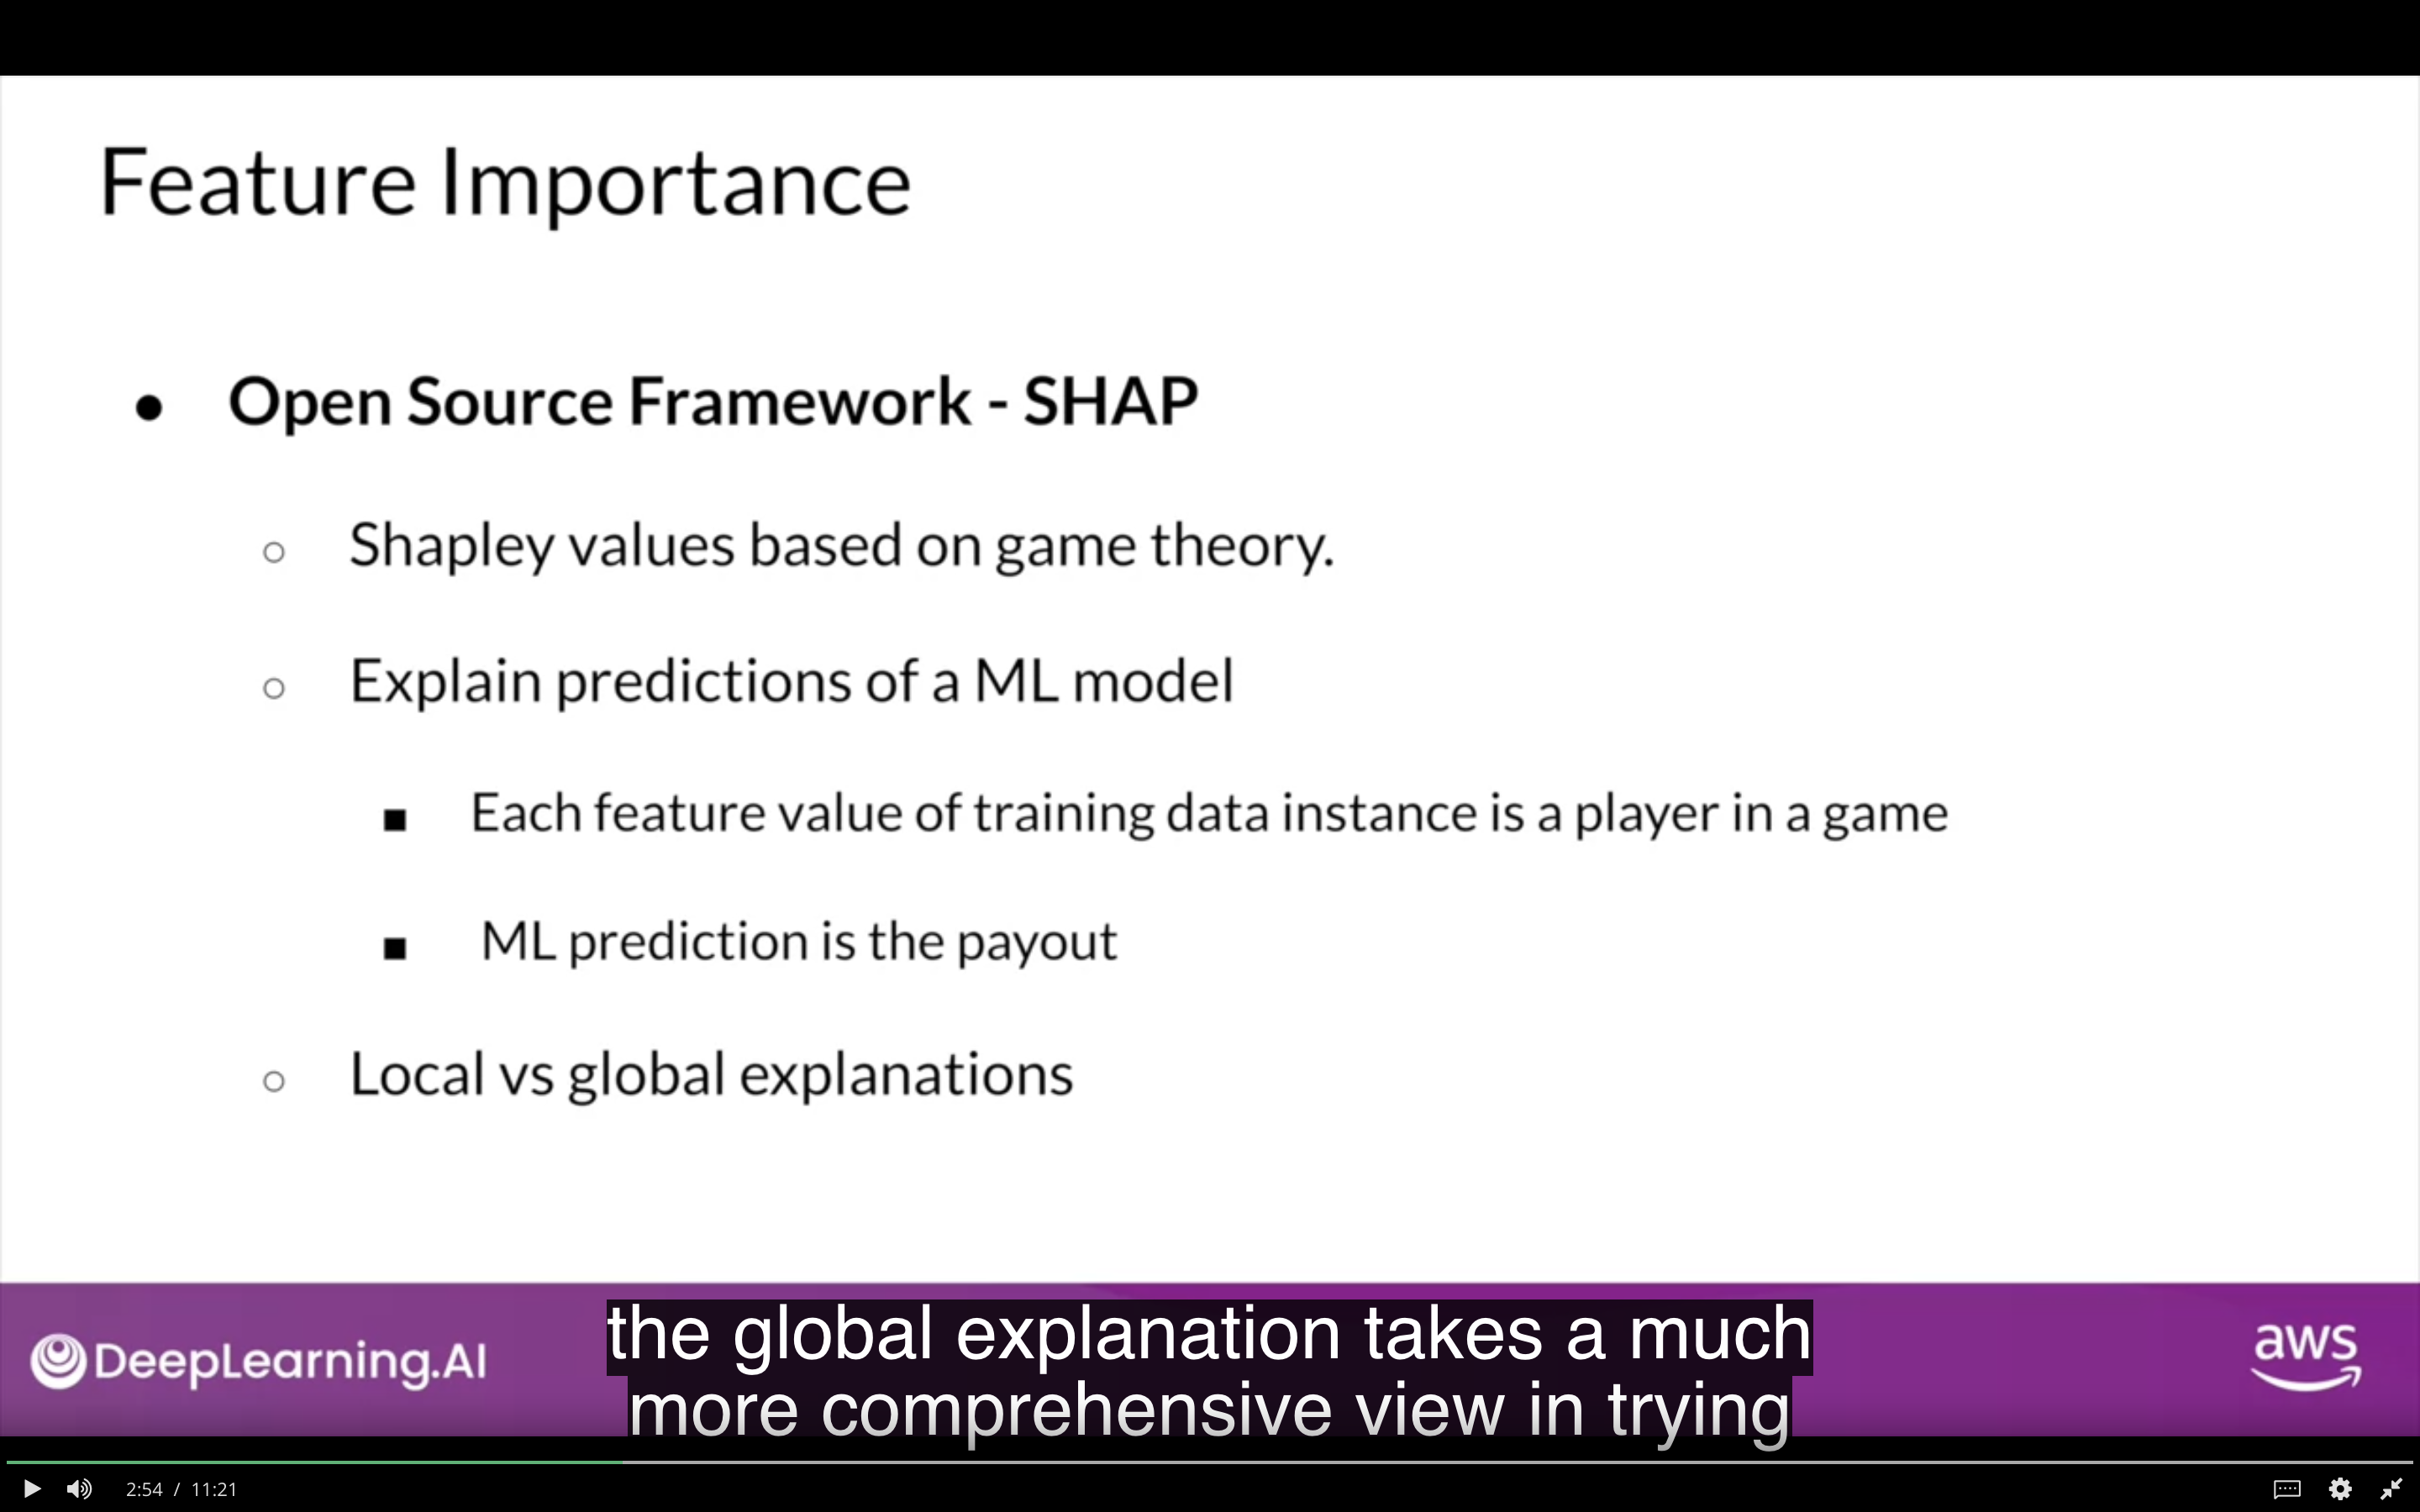 Feature Importance
● Open Source Framework - SHAP
○ Shapley values based on game theory.
○ Explain predictions of a ML model
■ Each feature value of training data instance is a player in a game
■ ML prediction is the payout
○ Local vs global explanations
DeepLearning.AI
the global explanation takes a much
more comprehensive view in trying
aws
2:54 / 11:21